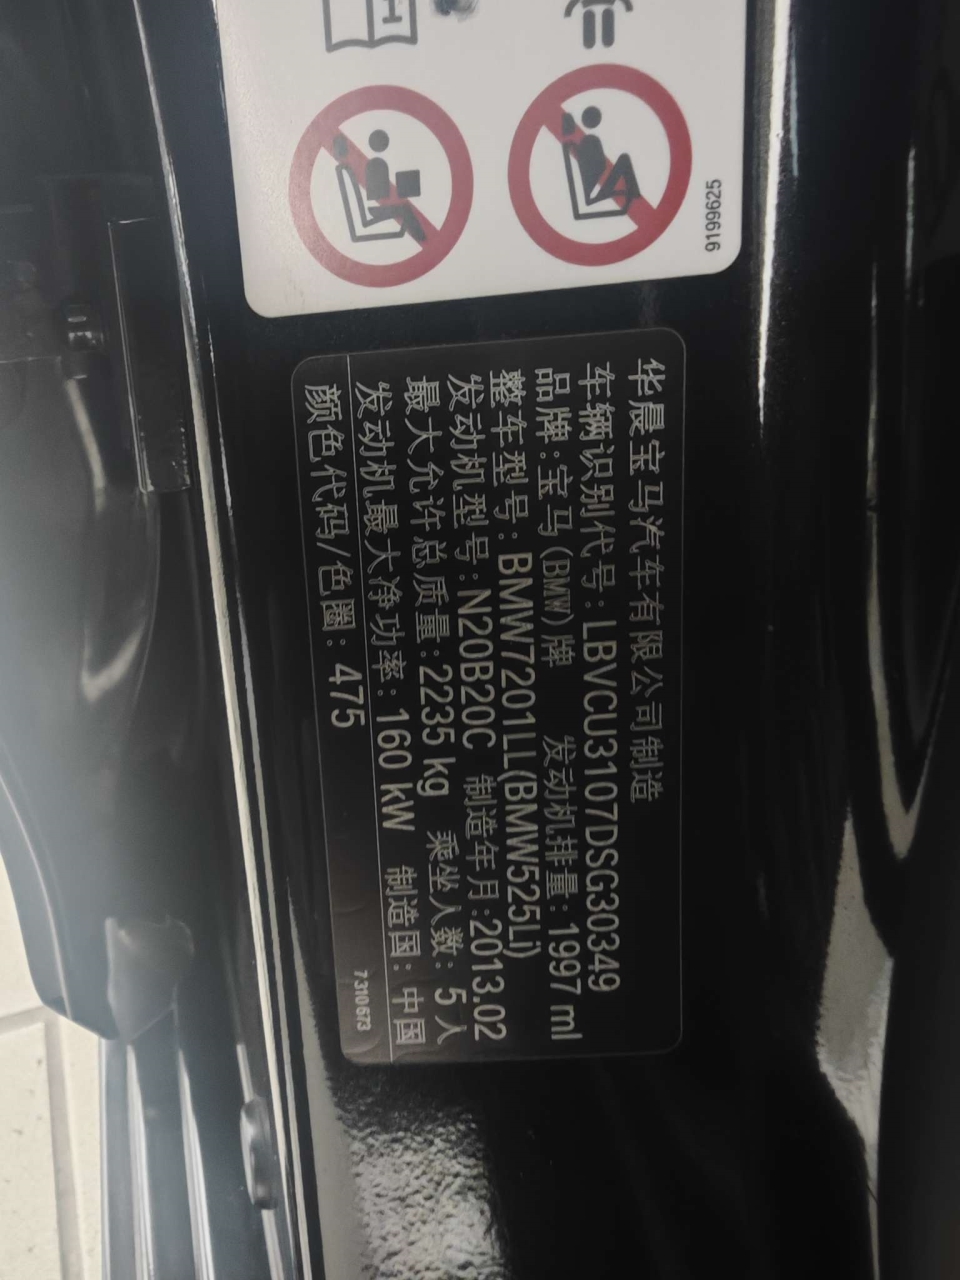 9199625
华晨宝马汽车有限公司制造
车辆识别代号:LBVCU3107DSG30349
品牌:宝马(BMW)牌 发动机排量:1997 ml
整车型号:BMW7201LL(BMW525Li)
发动机型号:N20B20C 制造年月:2013.02
最大允许总质量:2235 kg 乘坐人数:5人
发动机最大净功率:160 kW 制造国:中国
颜色代码/色圈:475
7310673